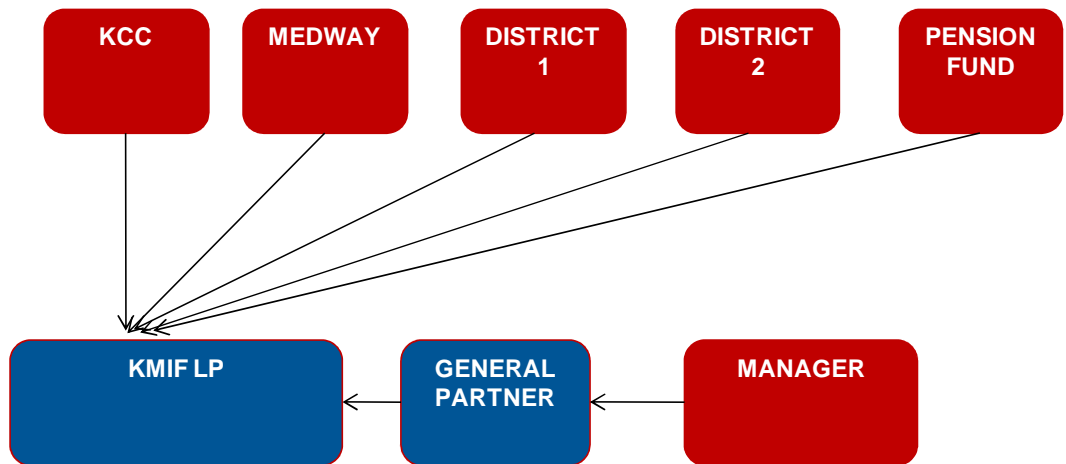 KCC
MEDWAY
DISTRICT
1
DISTRICT
2
PENSION
FUND
KMIF LP
GENERAL
PARTNER
MANAGER